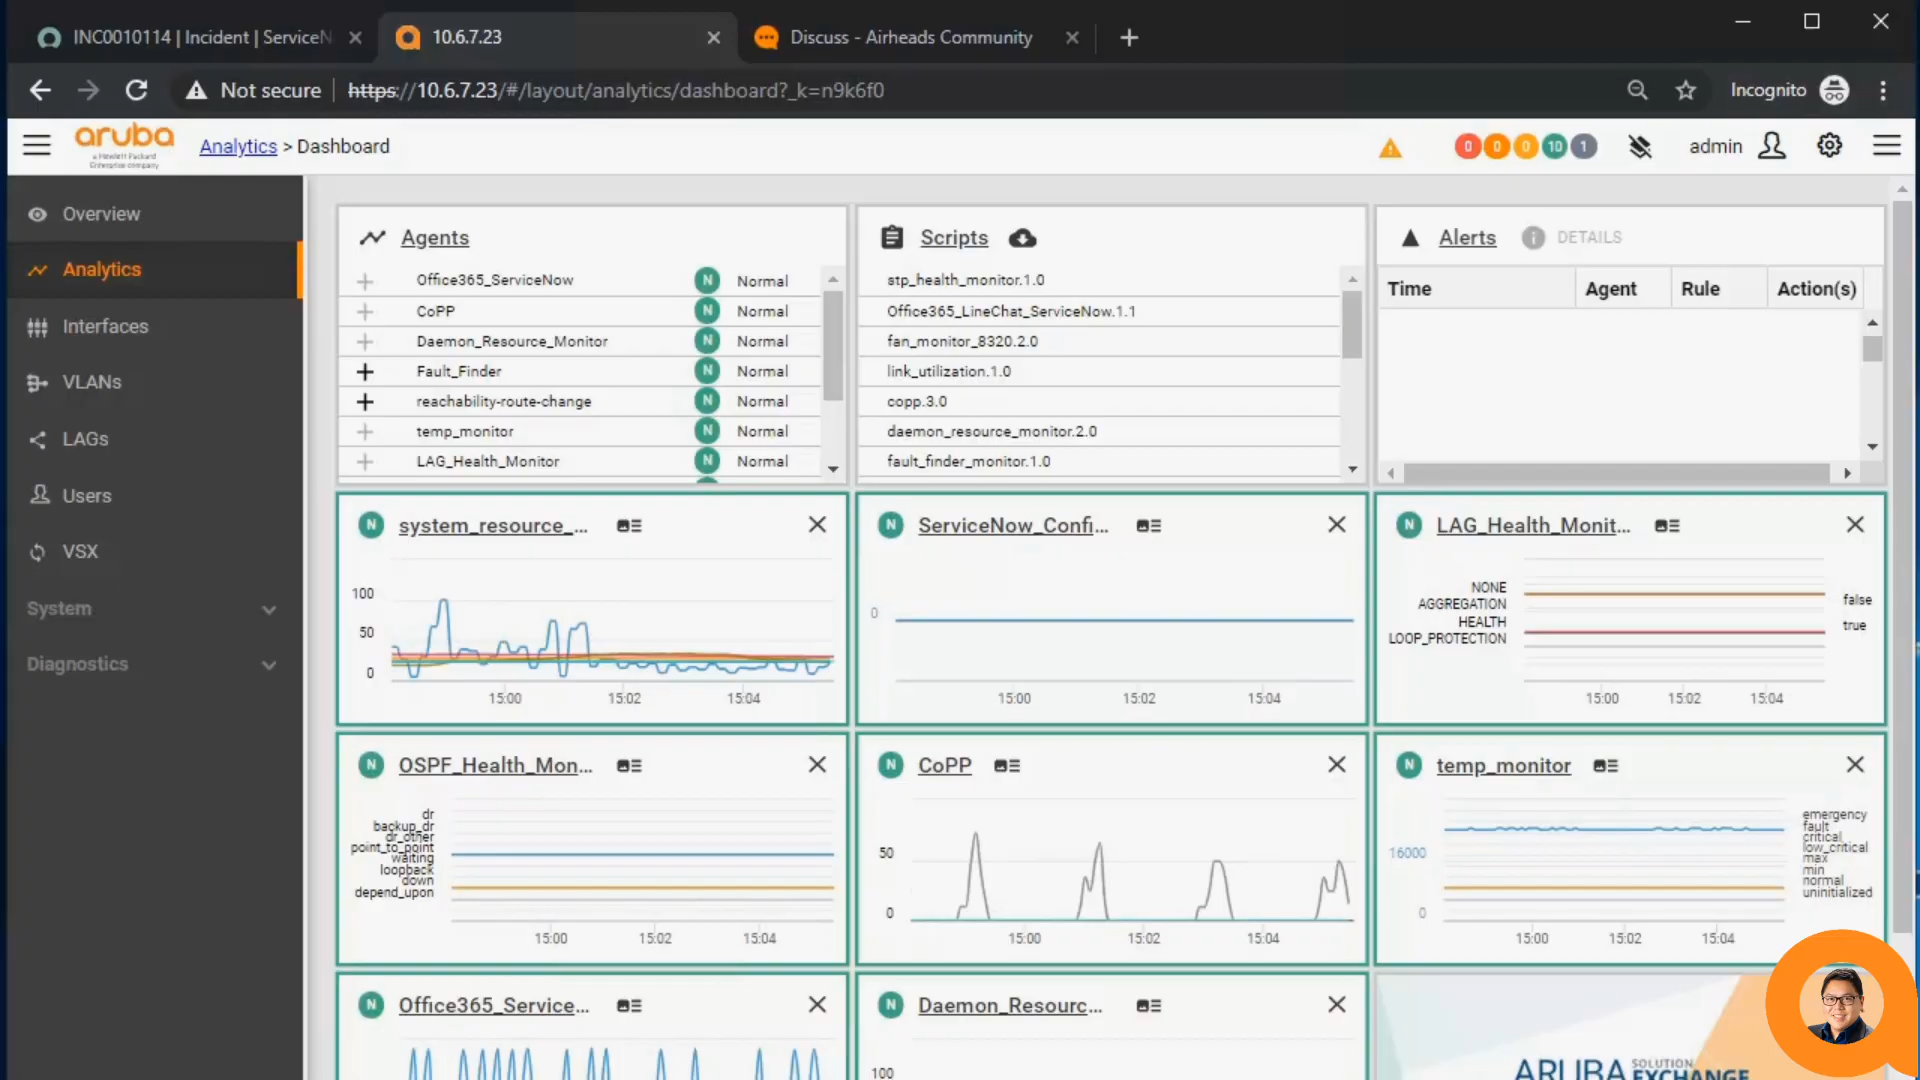 INC0010114 | Incident | ServiceN
10.6.7.23
Discuss - Airheads Community
Not secure
https://10.6.7.23/#/layout/analytics/dashboard?_k=n9k6f0
Incognito
aruba
a Hewlett Packard
Enterprise company
Analytics > Dashboard
0 0 0 10 1
admin
Overview
Analytics
Interfaces
VLANs
LAGs
Users
VSX
System
Diagnostics
Agents
Office365_ServiceNow N Normal
CoPP N Normal
Daemon_Resource_Monitor N Normal
Fault_Finder N Normal
reachability-route-change N Normal
temp_monitor N Normal
LAG_Health_Monitor N Normal
Scripts
stp_health_monitor.1.0
Office365_LineChat_ServiceNow.1.1
fan_monitor_8320.2.0
link_utilization.1.0
copp.3.0
daemon_resource_monitor.2.0
fault_finder_monitor.1.0
Alerts DETAILS
Time Agent Rule Action(s)
N system_resource_...
100
50
0
15:00 15:02 15:04
N ServiceNow_Confi...
0
15:00 15:02 15:04
N LAG_Health_Monit...
NONE
AGGREGATION
HEALTH
LOOP_PROTECTION
false
true
15:00 15:02 15:04
N OSPF_Health_Mon...
dr
backup_dr
dr_other
point_to_point
waiting
loopback
down
depend_upon
15:00 15:02 15:04
N CoPP
50
0
15:00 15:02 15:04
N temp_monitor
16000
0
emergency
fault
critical
low_critical
max
min
normal
uninitialized
15:00 15:02 15:04
N Office365_Service...
N Daemon_Resourc...
100
ARUBA SOLUTION
EXCHANGE